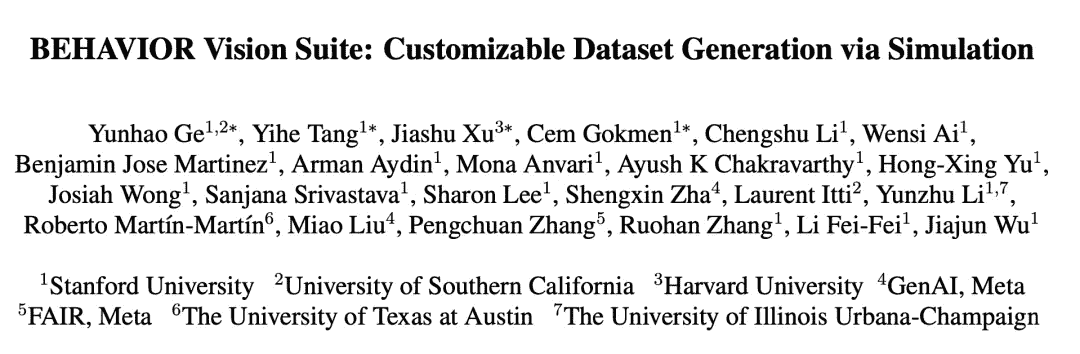 BEHAVIOR Vision Suite: Customizable Dataset Generation via Simulation
Yunhao Ge1,2*, Yihe Tang1*, Jiashu Xu3*, Cem Gokmen1*, Chengshu Li1, Wensi Ai1,
Benjamin Jose Martinez1, Arman Aydin1, Mona Anvari1, Ayush K Chakravarthy1, Hong-Xing Yu1,
Josiah Wong1, Sanjana Srivastava1, Sharon Lee1, Shengxin Zha4, Laurent Itti2, Yunzhu Li1,7,
Roberto Martín-Martín6, Miao Liu4, Pengchuan Zhang5, Ruohan Zhang1, Li Fei-Fei1, Jiajun Wu1
1Stanford University 2University of Southern California 3Harvard University 4GenAI, Meta
5FAIR, Meta 6The University of Texas at Austin 7The University of Illinois Urbana-Champaign